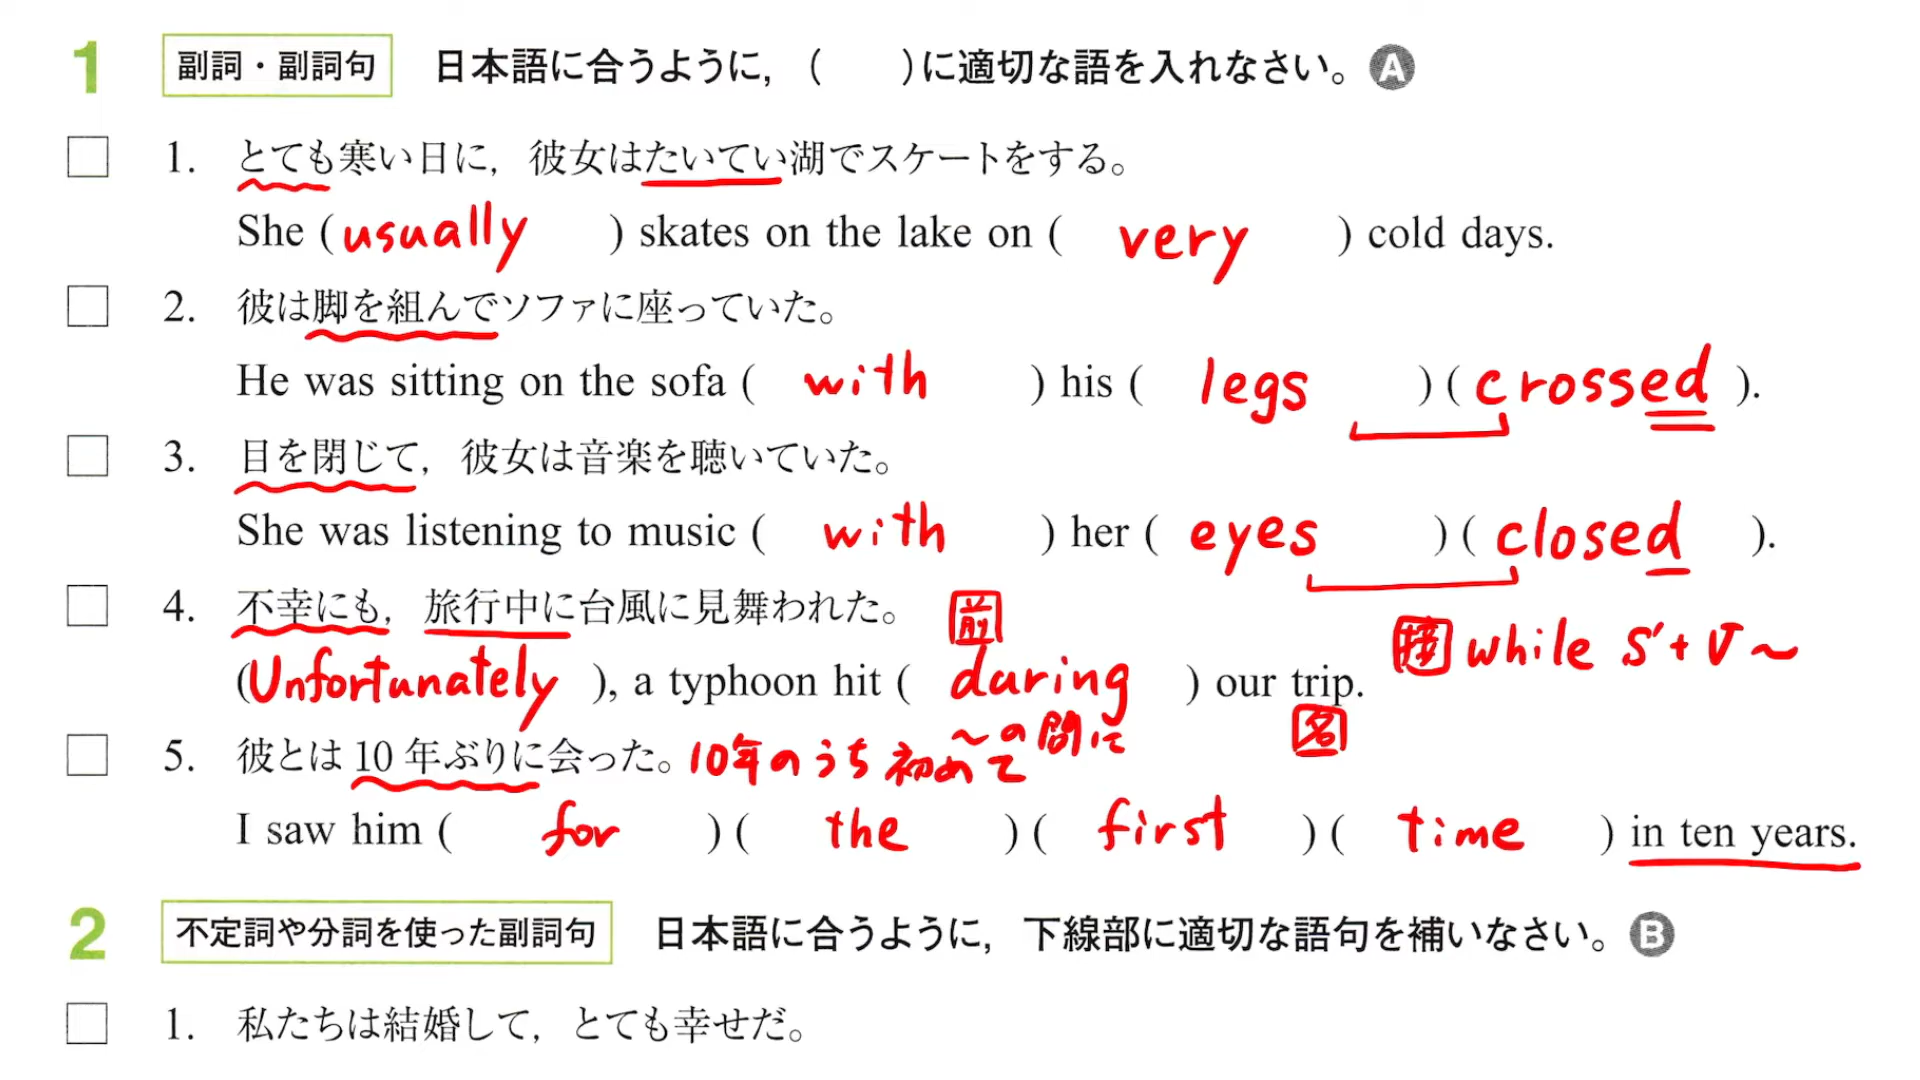 1 副詞・副詞句 日本語に合うように,( )に適切な語を入れなさい。A
1. とても寒い日に,彼女はたいてい湖でスケートをする。
She ( usually ) skates on the lake on ( very ) cold days.
2. 彼は脚を組んでソファに座っていた。
He was sitting on the sofa ( with ) his ( legs ) ( crossed ).
3. 目を閉じて,彼女は音楽を聴いていた。
She was listening to music ( with ) her ( eyes ) ( closed ).
4. 不幸にも,旅行中に台風に見舞われた。 前
接 while S'+V ~
(Unfortunately ), a typhoon hit ( during ) our trip.
~の間に 名
5. 彼とは10年ぶりに会った。10年のうち初めて
I saw him ( for ) ( the ) ( first ) ( time ) in ten years.
2 不定詞や分詞を使った副詞句 日本語に合うように,下線部に適切な語句を補いなさい。B
1. 私たちは結婚して,とても幸せだ。